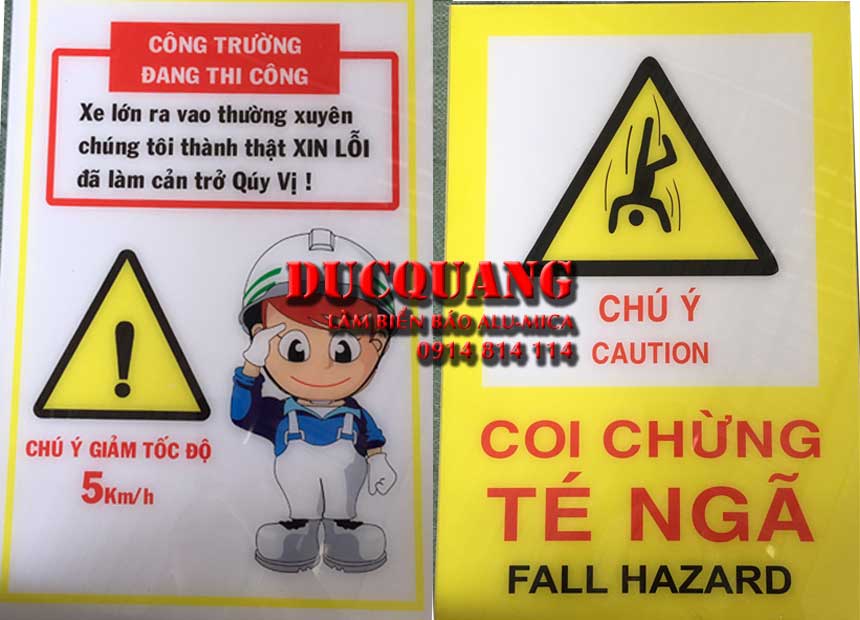 CÔNG TRƯỜNG
ĐANG THI CÔNG
Xe lớn ra vao thường xuyên
chúng tôi thành thật XIN LỖI
đã làm cản trở Qúy Vị !
CHÚ Ý GIẢM TỐC ĐỘ
5Km/h
DUCQUANG
LÀM BIỂN BÁO ALU-MICA
0914 814 114
CHÚ Ý
CAUTION
COI CHỪNG
TÉ NGÃ
FALL HAZARD